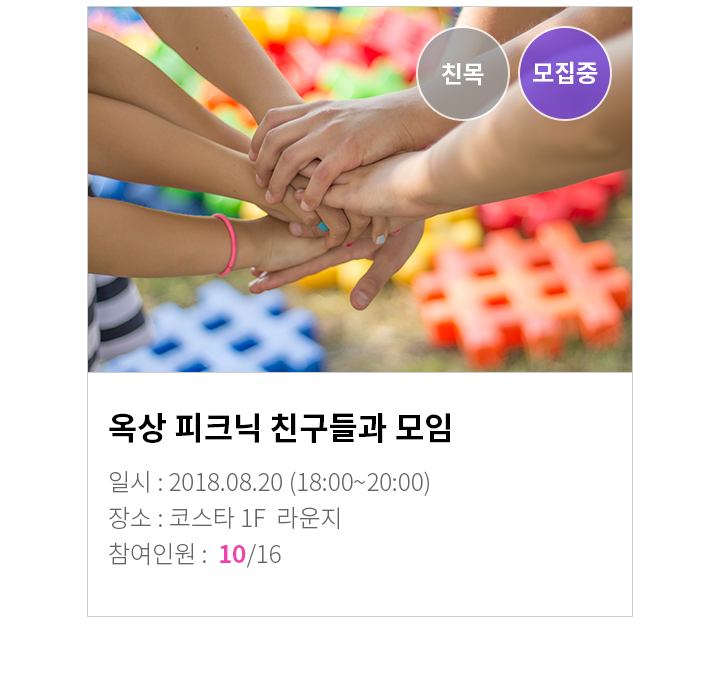 친목
모집중
옥상 피크닉 친구들과 모임
일시 : 2018.08.20 (18:00~20:00)
장소 : 코스타 1F 라운지
참여인원 : 10/16